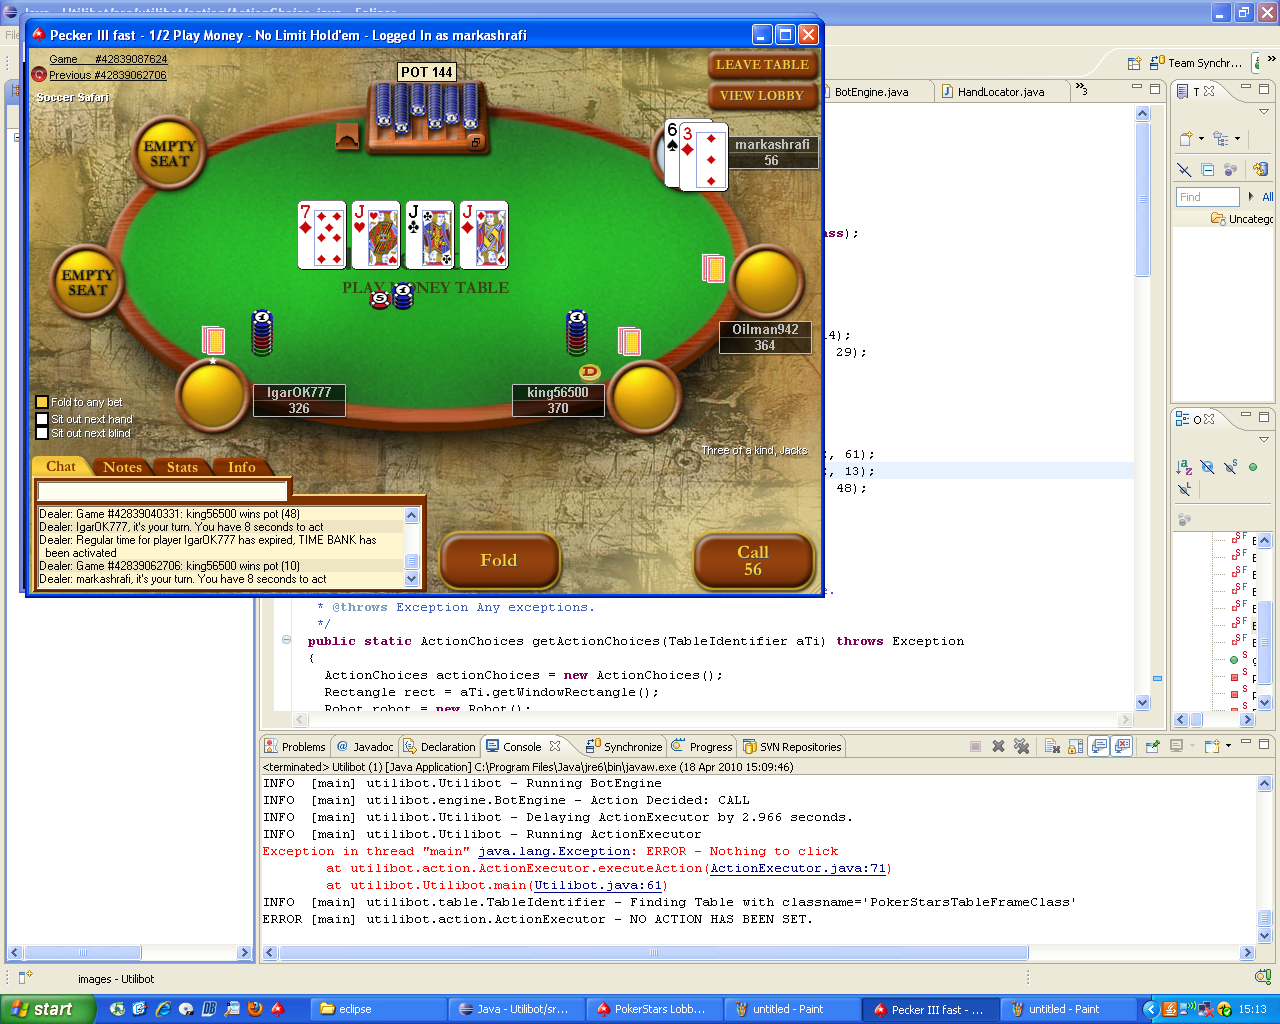 Pecker III fast - 1/2 Play Money - No Limit Hold'em - Logged In as markashrafi
Game #42839087624
Previous #42839062706
Soccer Safari
POT 144
LEAVE TABLE
VIEW LOBBY
EMPTY SEAT
EMPTY SEAT
6
3
markashrafi
56
7
J
J
J
PLAY MONEY TABLE
Oilman942
364
D
IgarOK777
326
king56500
370
Fold to any bet
Sit out next hand
Sit out next blind
Three of a kind, Jacks
Chat
Notes
Stats
Info
Dealer: Game #42839040331: king56500 wins pot (48)
Dealer: IgarOK777, it's your turn. You have 8 seconds to act
Dealer: Regular time for player IgarOK777 has expired, TIME BANK has
been activated
Dealer: Game #42839062706: king56500 wins pot (10)
Dealer: markashrafi, it's your turn. You have 8 seconds to act
Fold
Call
56
Team Synchr...
BotEngine.java
HandLocator.java
»3
T
Find
All
Uncatego
O
ass);
14);
29);
, 61);
, 13);
48);
* @throws Exception Any exceptions.
*/
public static ActionChoices getActionChoices(TableIdentifier aTi) throws Exception
{
ActionChoices actionChoices = new ActionChoices();
Rectangle rect = aTi.getWindowRectangle();
Robot robot = new Robot();
Problems
@ Javadoc
Declaration
Console
Synchronize
Progress
SVN Repositories
<terminated> Utilibot (1) [Java Application] C:\Program Files\Java\jre6\bin\javaw.exe (18 Apr 2010 15:09:46)
INFO [main] utilibot.Utilibot - Running BotEngine
INFO [main] utilibot.engine.BotEngine - Action Decided: CALL
INFO [main] utilibot.Utilibot - Delaying ActionExecutor by 2.966 seconds.
INFO [main] utilibot.Utilibot - Running ActionExecutor
Exception in thread "main" java.lang.Exception: ERROR - Nothing to click
at utilibot.action.ActionExecutor.executeAction(ActionExecutor.java:71)
at utilibot.Utilibot.main(Utilibot.java:61)
INFO [main] utilibot.table.TableIdentifier - Finding Table with classname='PokerStarsTableFrameClass'
ERROR [main] utilibot.action.ActionExecutor - NO ACTION HAS BEEN SET.
images - Utilibot
start
eclipse
Java - Utilibot/sr...
PokerStars Lobb...
untitled - Paint
Pecker III fast - ...
untitled - Paint
15:13